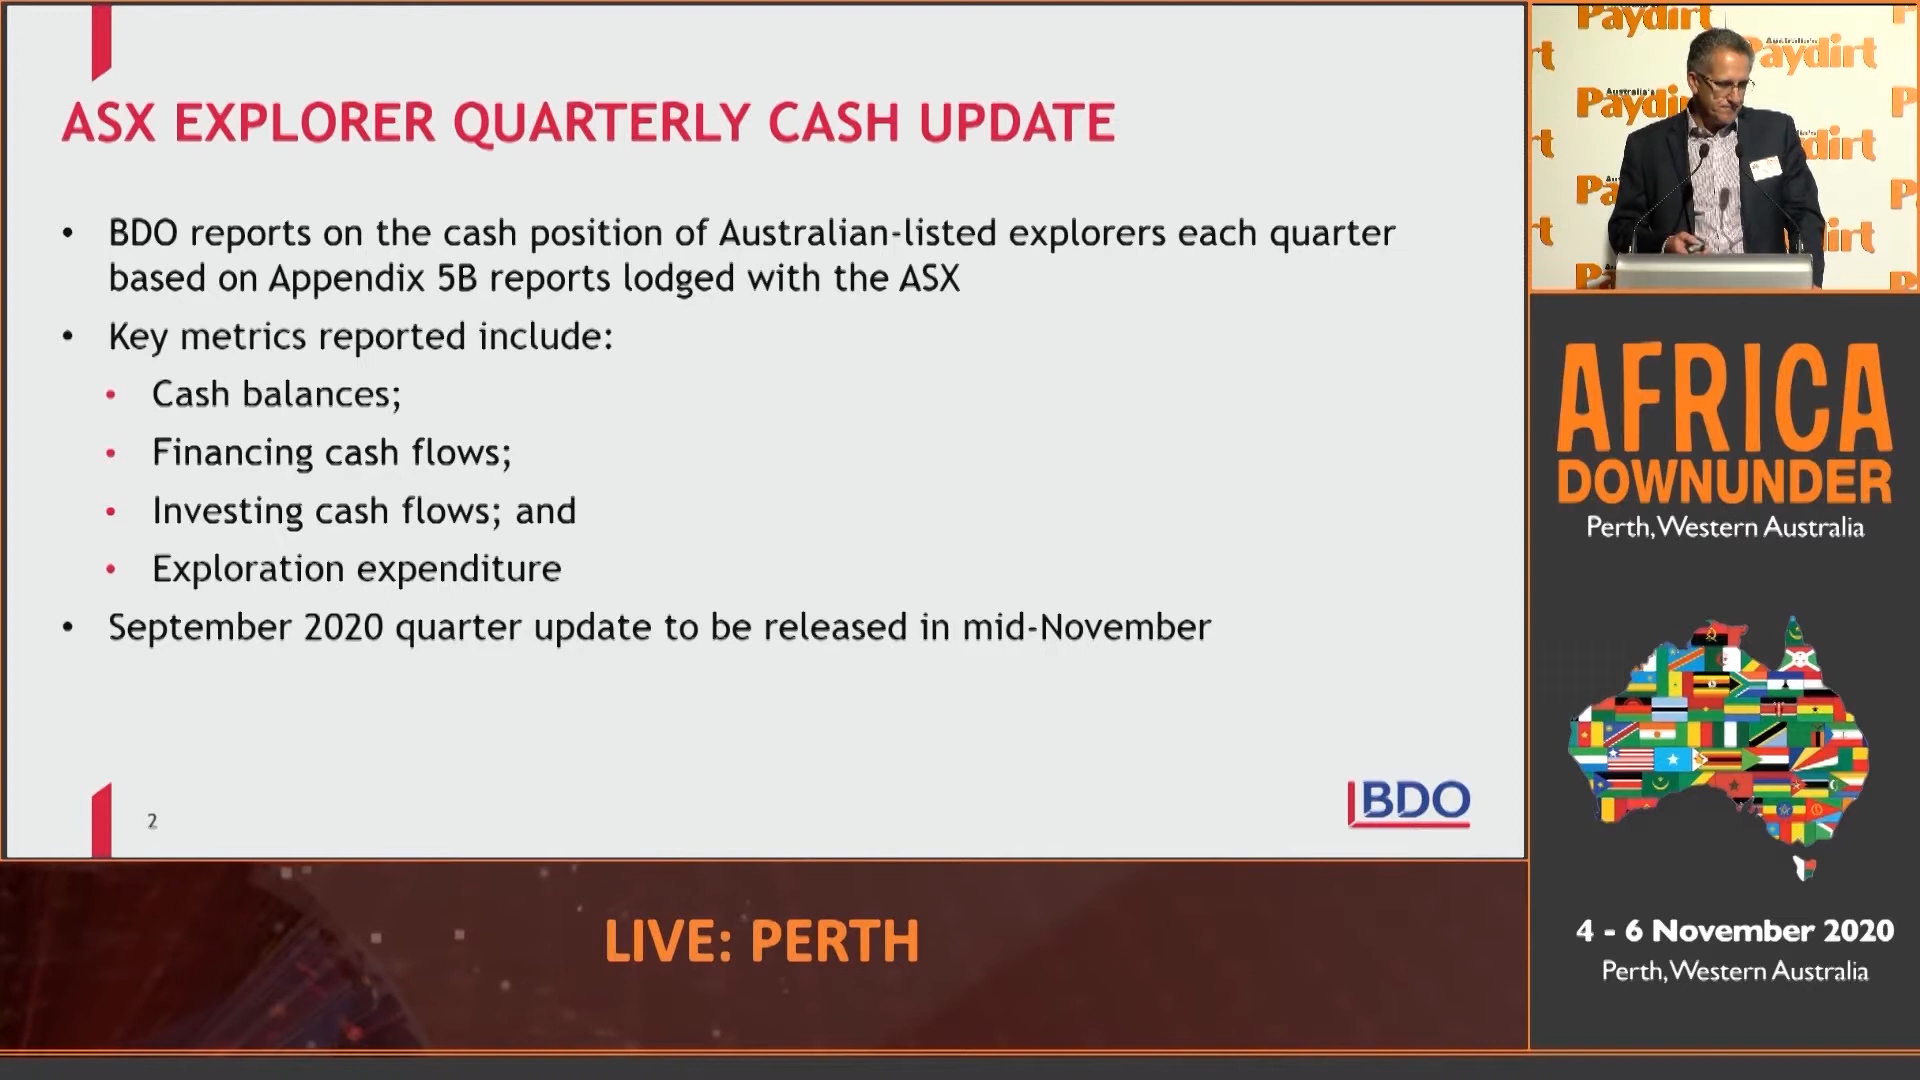 ASX EXPLORER QUARTERLY CASH UPDATE
• BDO reports on the cash position of Australian-listed explorers each quarter
based on Appendix 5B reports lodged with the ASX
• Key metrics reported include:
• Cash balances;
• Financing cash flows;
• Investing cash flows; and
• Exploration expenditure
• September 2020 quarter update to be released in mid-November
2
BDO
LIVE: PERTH
Paydirt
Australia's
Paydirt
Australia's
Paydirt
AFRICA
DOWNUNDER
Perth, Western Australia
4 - 6 November 2020
Perth, Western Australia